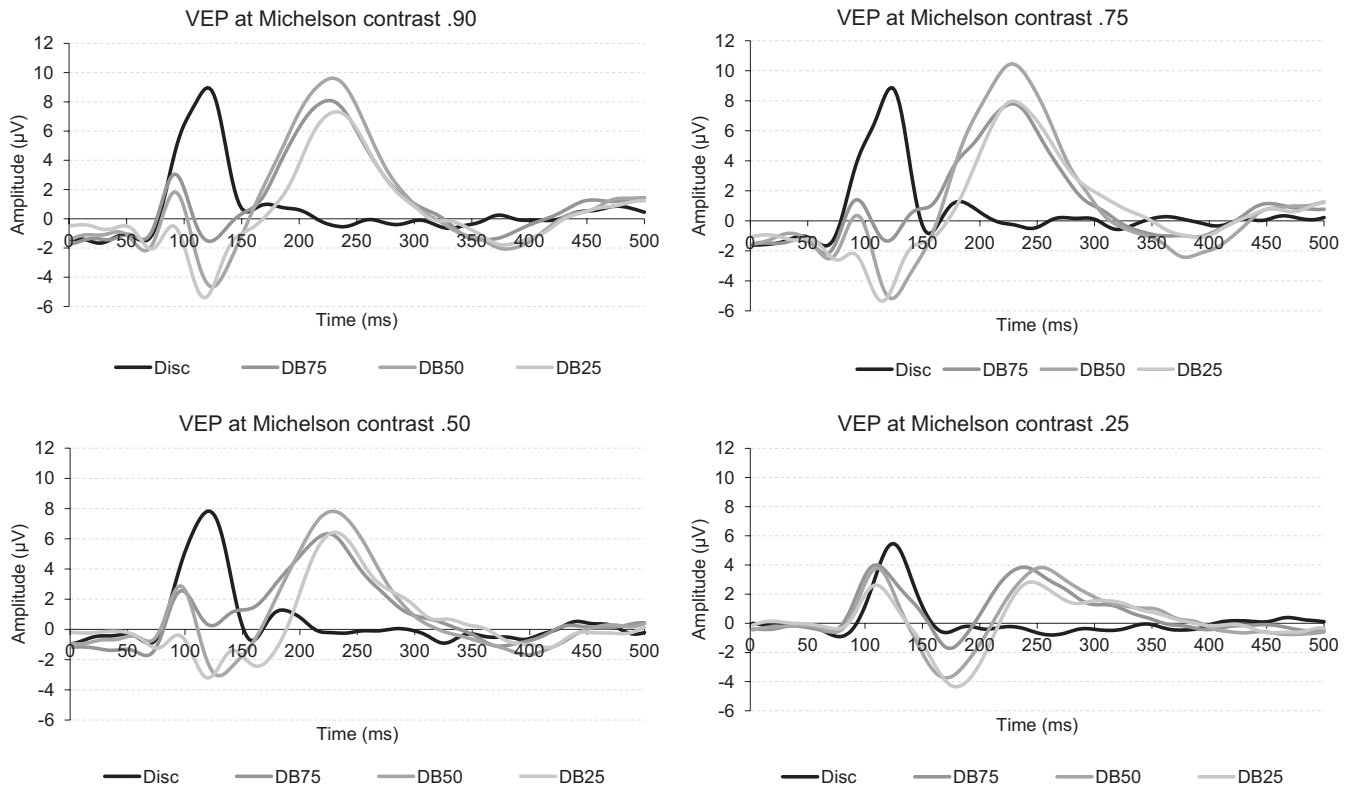 VEP at Michelson contrast .90
12
10
8
6
4
2
0
-2
-4
-6
Amplitude (µV)
0 50 100 150 200 250 300 350 400 450 500
Time (ms)
Disc DB75 DB50 DB25
VEP at Michelson contrast .75
12
10
8
6
4
2
0
-2
-4
-6
Amplitude (µV)
0 50 100 150 200 250 300 350 400 450 500
Time (ms)
Disc DB75 DB50 DB25
VEP at Michelson contrast .50
12
10
8
6
4
2
0
-2
-4
-6
Amplitude (µV)
0 50 100 150 200 250 300 350 400 450 500
Time (ms)
Disc DB75 DB50 DB25
VEP at Michelson contrast .25
12
10
8
6
4
2
0
-2
-4
-6
Amplitude (µV)
0 50 100 150 200 250 300 350 400 450 500
Time (ms)
Disc DB75 DB50 DB25